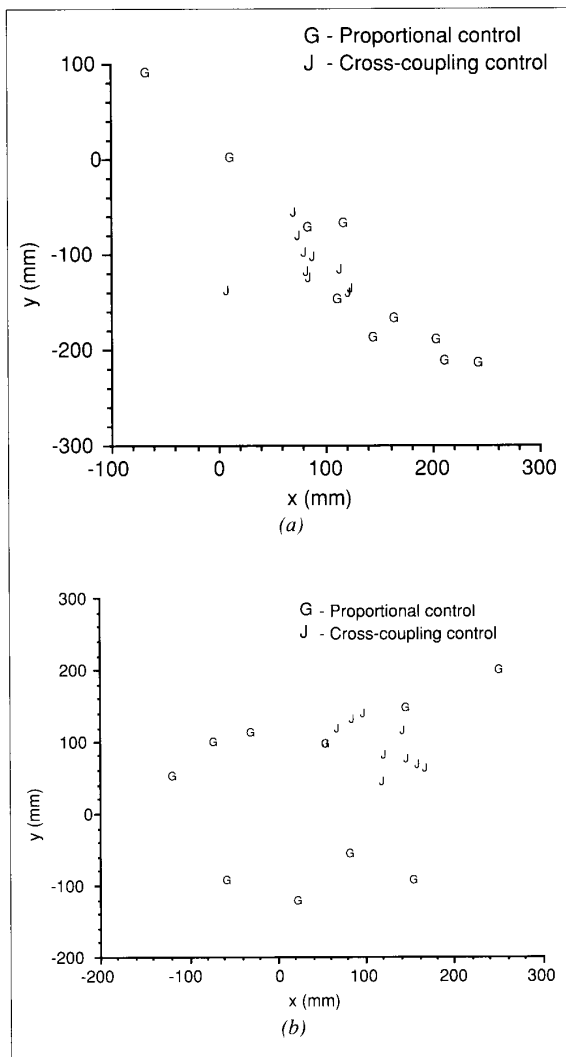 G - Proportional control
J - Cross-coupling control
100
G
0 G
J
G G
J
J J
-100
J J
J
J J J
G
G
G G
-200
G G
-300
-100 0 100 200 300
y (mm)
x (mm)
(a)
300
G - Proportional control
J - Cross-coupling control
G
200
G
J J
J J
G
100 G G
J J
J J
G J
0
G
G G
-100
G
-200
-200 -100 0 100 200 300
y (mm)
x (mm)
(b)